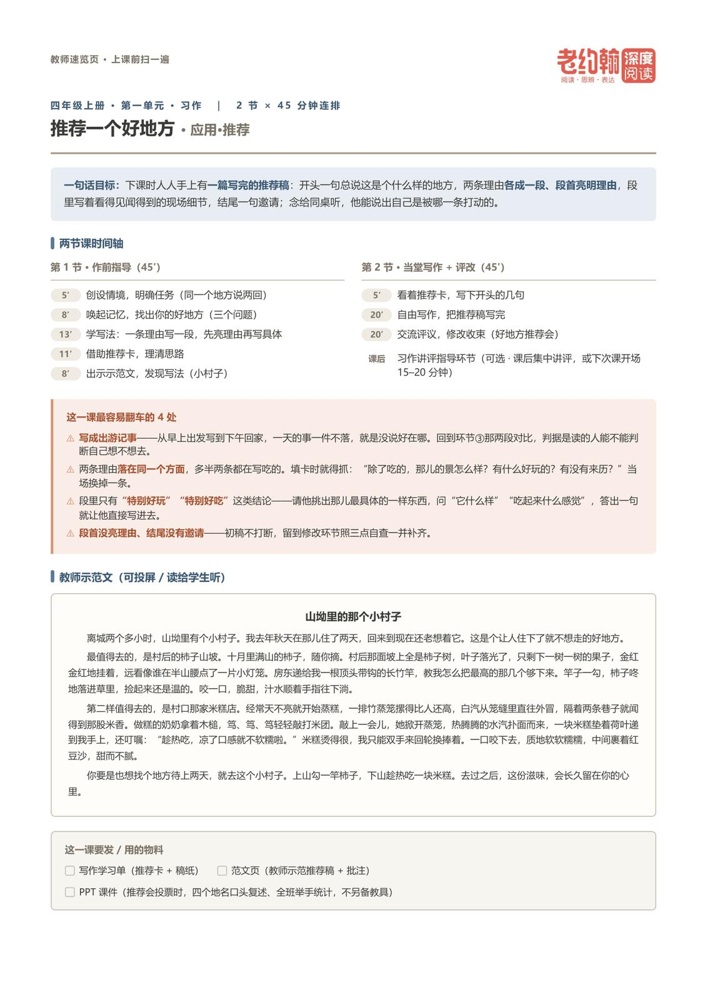 教师速览页 · 上课前扫一遍
老约翰 深度阅读
阅读·思辨·表达
四年级上册 · 第一单元 · 习作 | 2 节 × 45 分钟连排
推荐一个好地方 · 应用·推荐
一句话目标：下课时人人手上有一篇写完的推荐稿：开头一句总说这是个什么样的地方，两条理由各成一段、段首亮明理由，段
里写着看得见闻得到的现场细节，结尾一句邀请；念给同桌听，他能说出自己是被哪一条打动的。
两节课时间轴
第 1 节 · 作前指导（45′）
5′ 创设情境，明确任务（同一个地方说两回）
8′ 唤起记忆，找出你的好地方（三个问题）
13′ 学写法：一条理由写一段，先亮理由再写具体
11′ 借助推荐卡，理清思路
8′ 出示示范文，发现写法（小村子）
第 2 节 · 当堂写作 + 评改（45′）
5′ 看着推荐卡，写下开头的几句
20′ 自由写作，把推荐稿写完
20′ 交流评议，修改收束（好地方推荐会）
课后 习作讲评指导环节（可选 · 课后集中讲评，或下次课开场
15–20 分钟）
这一课最容易翻车的 4 处
⚠ 写成出游记事——从早上出发写到下午回家，一天的事一件不落，就是没说好在哪。回到环节③那两段对比，判据是读的人能不能判
断自己想不想去。
⚠ 两条理由落在同一个方面，多半两条都在写吃的。填卡时就得抓：“除了吃的，那儿的景怎么样？有什么好玩的？有没有来历？”当
场换掉一条。
⚠ 段里只有“特别好玩”“特别好吃”这类结论——请他挑出那儿最具体的一样东西，问“它什么样”“吃起来什么感觉”，答出一句
就让他直接写进去。
⚠ 段首没亮理由、结尾没有邀请——初稿不打断，留到修改环节照三点自查一并补齐。
教师示范文（可投屏 / 读给学生听）
山坳里的那个小村子
离城两个多小时，山坳里有个小村子。我去年秋天在那儿住了两天，回来到现在还老想着它。这是个让人住下了就不想走的好地方。
最值得去的，是村后的柿子山坡。十月里满山的柿子，随你摘。村后那面坡上全是柿子树，叶子落光了，只剩下一树一树的果子，金红
金红地挂着，远看像谁在半山腰点了一片小灯笼。房东递给我一根顶头带钩的长竹竿，教我怎么把最高的那几个够下来。竿子一勾，柿子咚
地落进草里，捡起来还是温的。咬一口，脆甜，汁水顺着手指往下淌。
第二样值得去的，是村口那家米糕店。经常天不亮就开始蒸糕，一排竹蒸笼摞得比人还高，白汽从笼缝里直往外冒，隔着两条巷子就闻
得到那股米香。做糕的奶奶拿着木槌，笃、笃、笃轻轻敲打米团。敲上一会儿，她掀开蒸笼，热腾腾的水汽扑面而来，一块米糕垫着荷叶递
到我手上，还叮嘱：“趁热吃，凉了口感就不软糯啦。”米糕烫得很，我只能双手来回轮换捧着。一口咬下去，质地软软糯糯，中间裹着红
豆沙，甜而不腻。
你要是也想找个地方待上两天，就去这个小村子。上山勾一竿柿子，下山趁热吃一块米糕。去过之后，这份滋味，会长久留在你的心
里。
这一课要发 / 用的物料
写作学习单（推荐卡 + 稿纸） 范文页（教师示范推荐稿 + 批注）
PPT 课件（推荐会投票时，四个地名口头复述、全班举手统计，不另备教具）